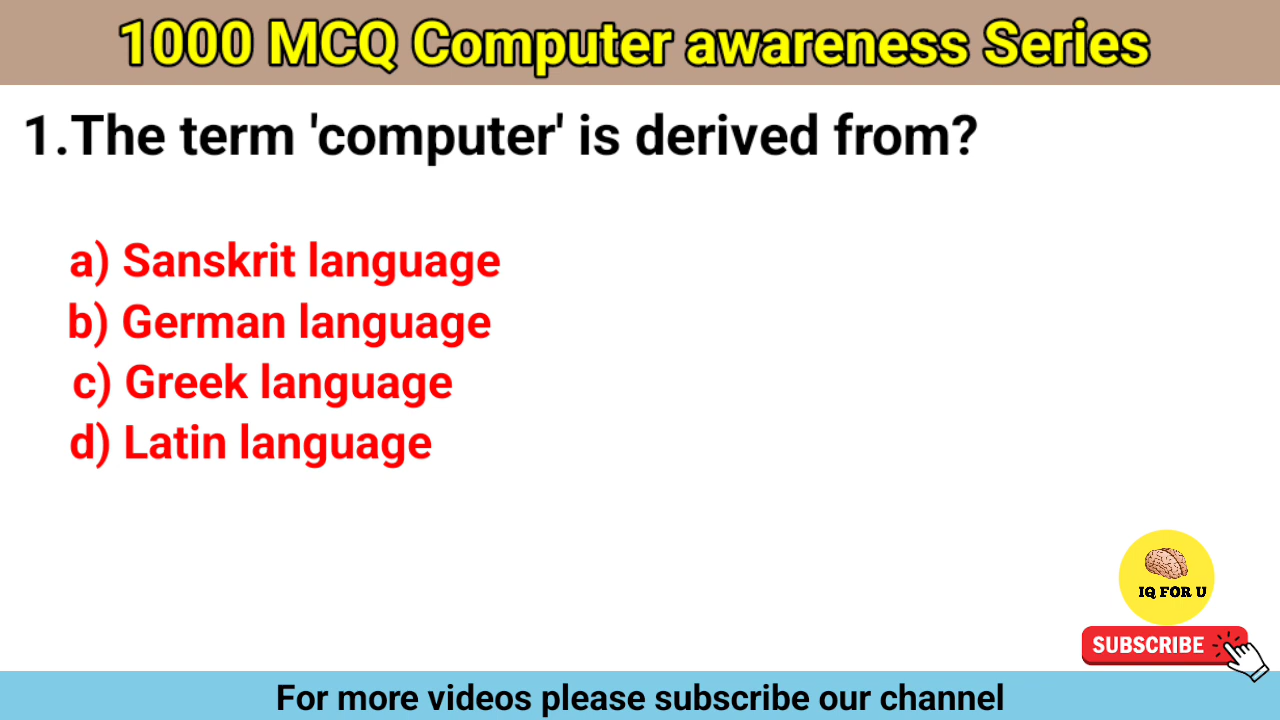 1000 MCQ Computer awareness Series
1.The term 'computer' is derived from?
a) Sanskrit language
b) German language
c) Greek language
d) Latin language
IQ FOR U
SUBSCRIBE
For more videos please subscribe our channel